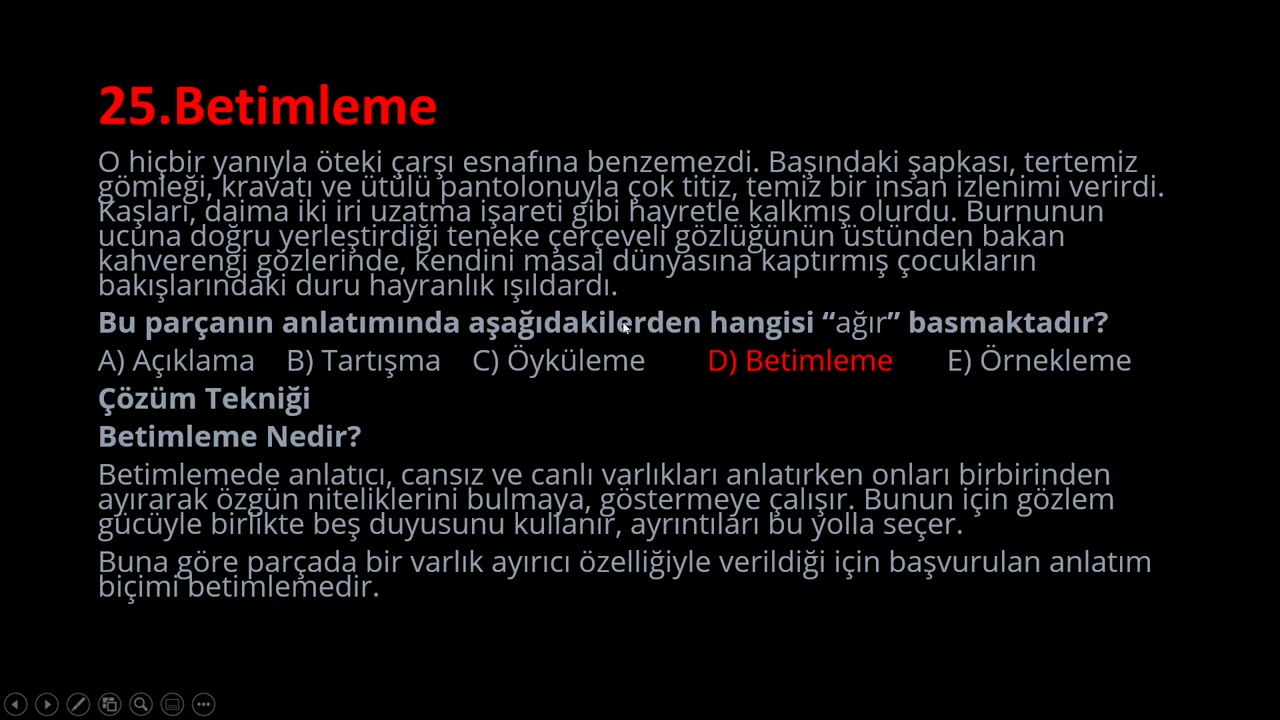 25.Betimleme
O hiçbir yanıyla öteki çarşı esnafına benzemezdi. Başındaki şapkası, tertemiz
gömleği, kravatı ve ütülü pantolonuyla çok titiz, temiz bir insan izlenimi verirdi.
Kaşları, daima iki iri uzatma işareti gibi hayretle kalkmış olurdu. Burnunun
ucuna doğru yerleştirdiği teneke çerçeveli gözlüğünün üstünden bakan
kahverengi gözlerinde, kendini masal dünyasına kaptırmış çocukların
bakışlarındaki duru hayranlık ışıldardı.
Bu parçanın anlatımında aşağıdakilerden hangisi “ağır” basmaktadır?
A) Açıklama B) Tartışma C) Öyküleme D) Betimleme E) Örnekleme
Çözüm Tekniği
Betimleme Nedir?
Betimlemede anlatıcı, cansız ve canlı varlıkları anlatırken onları birbirinden
ayırarak özgün niteliklerini bulmaya, göstermeye çalışır. Bunun için gözlem
gücüyle birlikte beş duyusunu kullanır, ayrıntıları bu yolla seçer.
Buna göre parçada bir varlık ayırıcı özelliğiyle verildiği için başvurulan anlatım
biçimi betimlemedir.